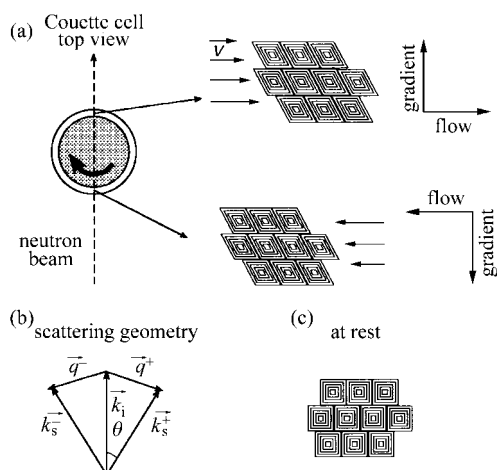 (a)
Couette cell
top view
v
gradient
flow
flow
gradient
neutron
beam
(b)
scattering geometry
(c)
at rest
q⁻
q⁺
k_s⁻
k_i
θ
k_s⁺